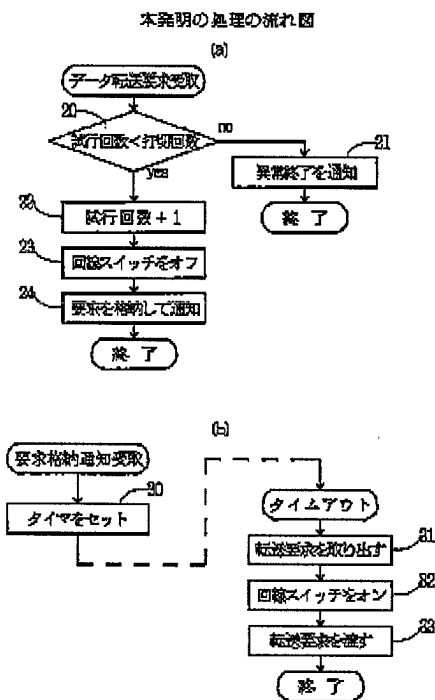 本発明の処理の流れ図
(a)
データ転送要求受取
20
試行回数<打切回数
no
yes
21
異常終了を通知
終了
22
試行回数+1
23
回線スイッチをオフ
24
要求を格納して通知
終了
(b)
要求格納通知受取
30
タイマをセット
タイムアウト
31
転送要求を取り出す
32
回線スイッチをオン
33
転送要求を渡す
終了